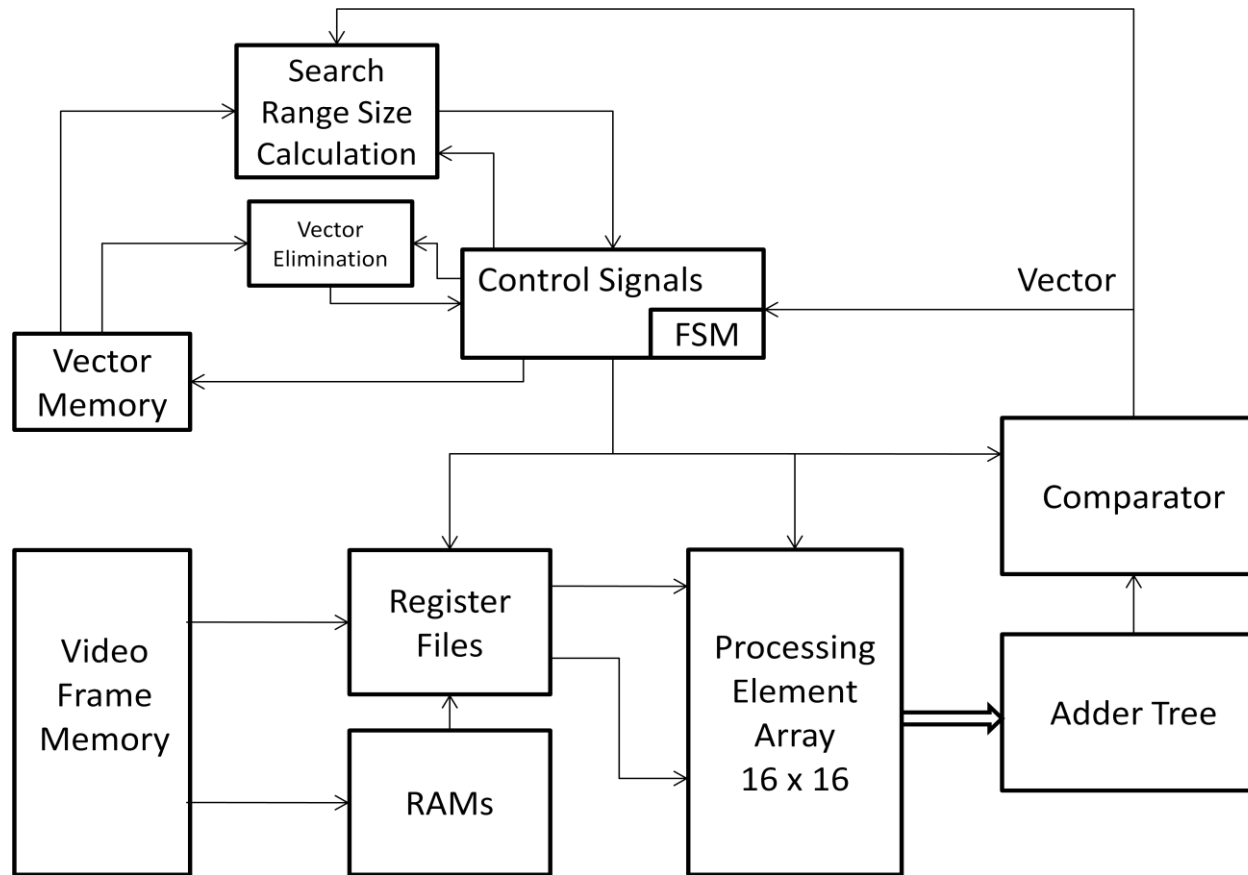 Search
Range Size
Calculation
Vector
Elimination
Control Signals
FSM
Vector
Vector
Memory
Comparator
Video
Frame
Memory
Register
Files
RAMs
Processing
Element
Array
16 x 16
Adder Tree